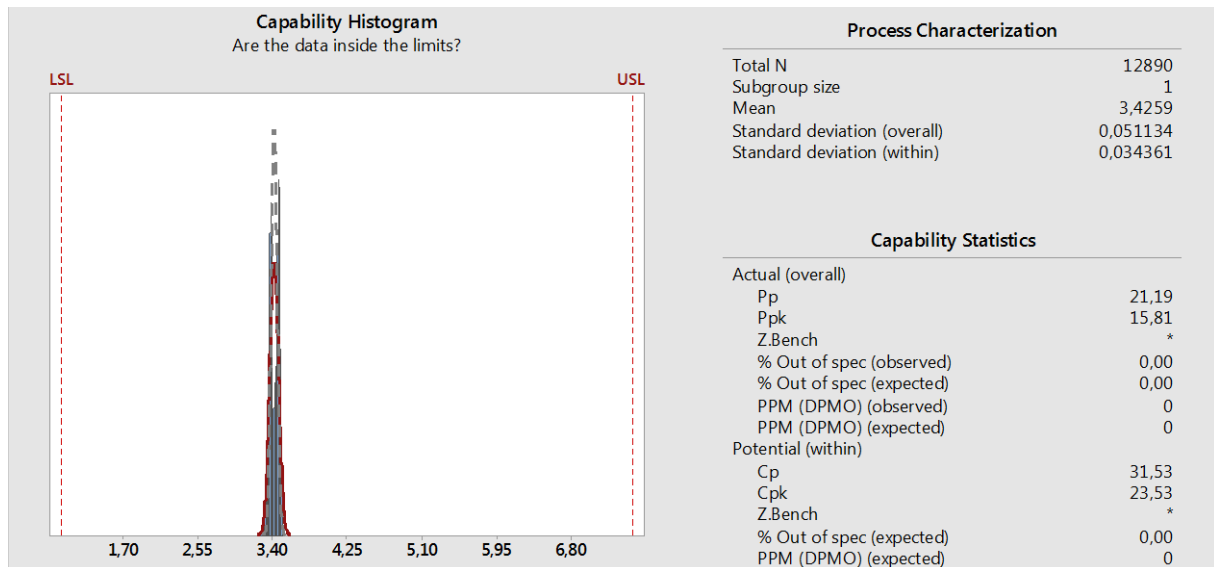 Capability Histogram
Are the data inside the limits?
LSL USL
1,70 2,55 3,40 4,25 5,10 5,95 6,80
Process Characterization
Total N 12890
Subgroup size 1
Mean 3,4259
Standard deviation (overall) 0,051134
Standard deviation (within) 0,034361
Capability Statistics
Actual (overall)
Pp 21,19
Ppk 15,81
Z.Bench *
% Out of spec (observed) 0,00
% Out of spec (expected) 0,00
PPM (DPMO) (observed) 0
PPM (DPMO) (expected) 0
Potential (within)
Cp 31,53
Cpk 23,53
Z.Bench *
% Out of spec (expected) 0,00
PPM (DPMO) (expected) 0